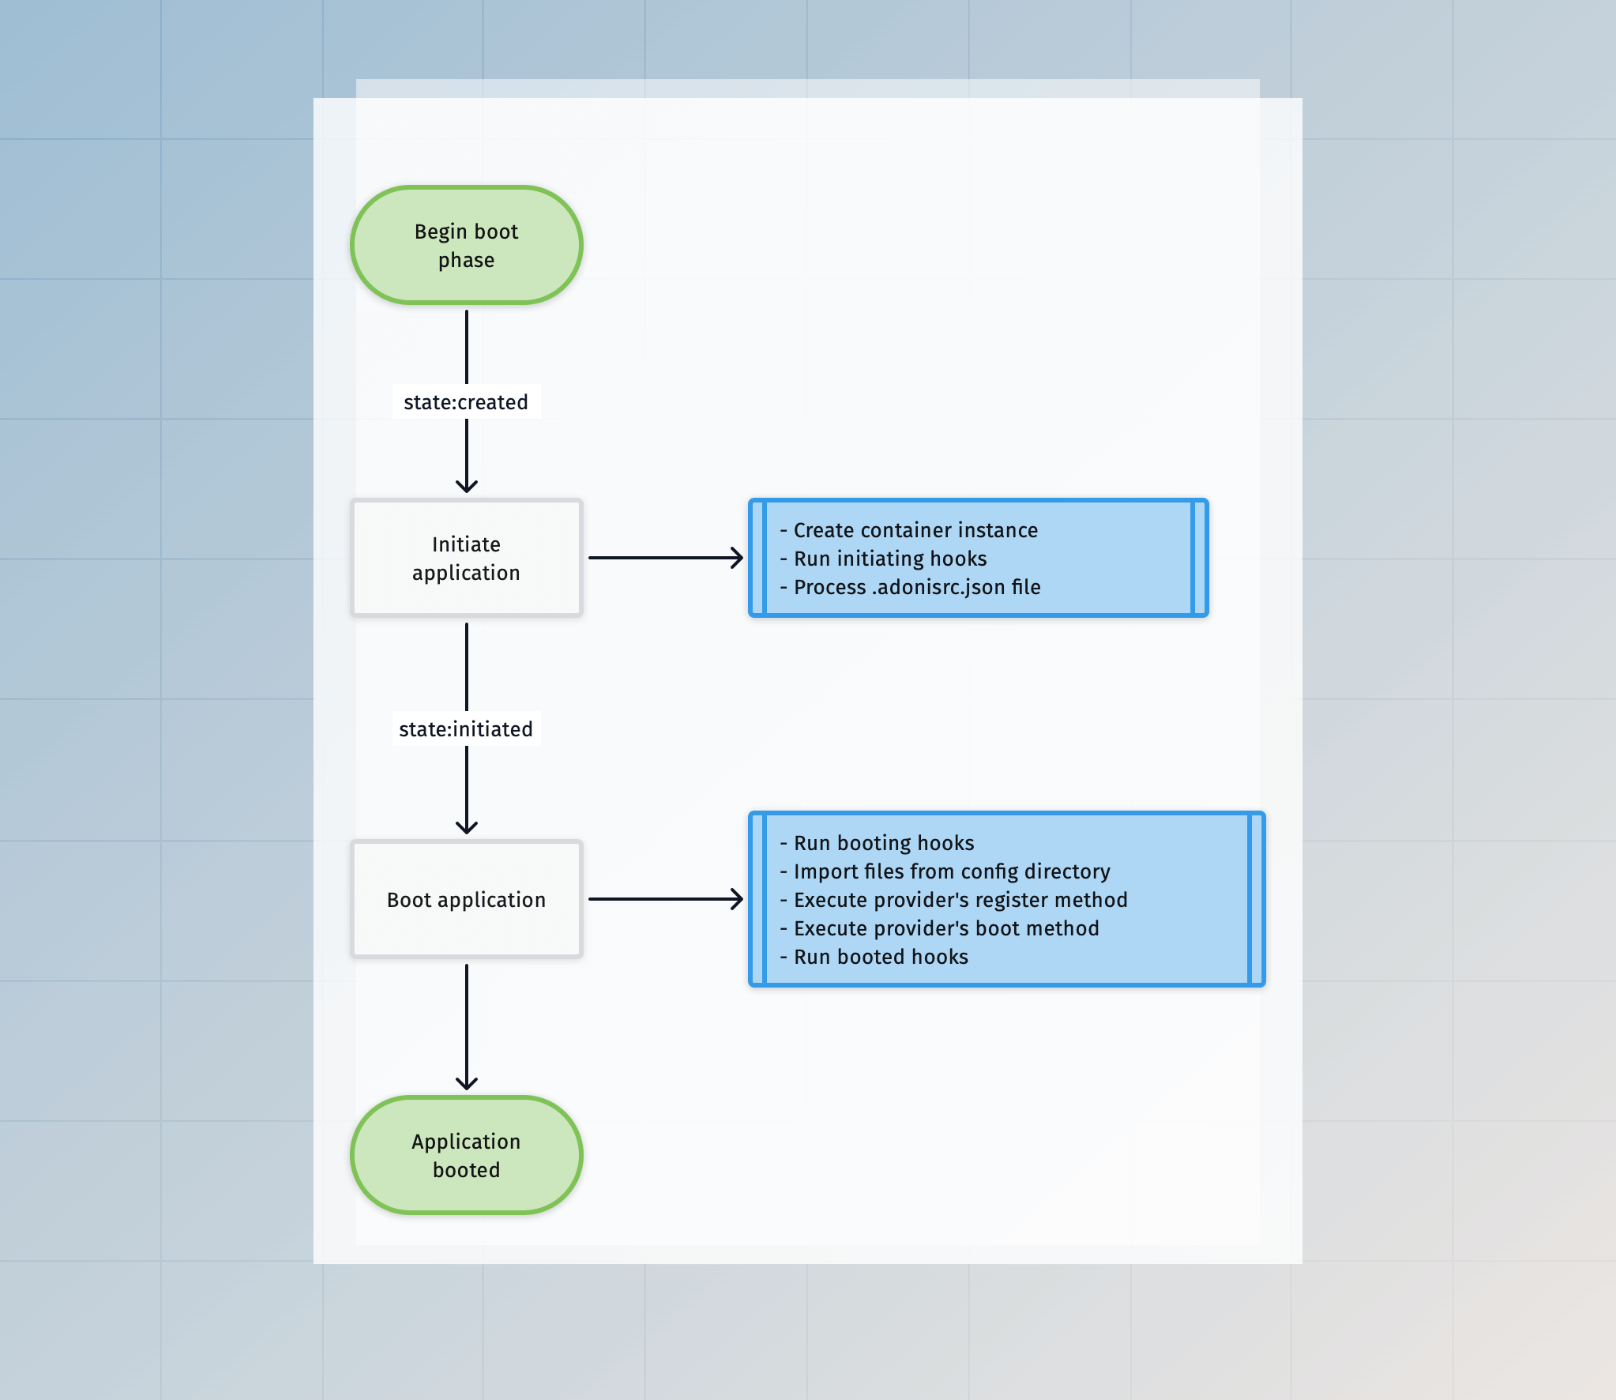 Begin boot
phase
state:created
Initiate
application
- Create container instance
- Run initiating hooks
- Process .adonisrc.json file
state:initiated
Boot application
- Run booting hooks
- Import files from config directory
- Execute provider's register method
- Execute provider's boot method
- Run booted hooks
Application
booted